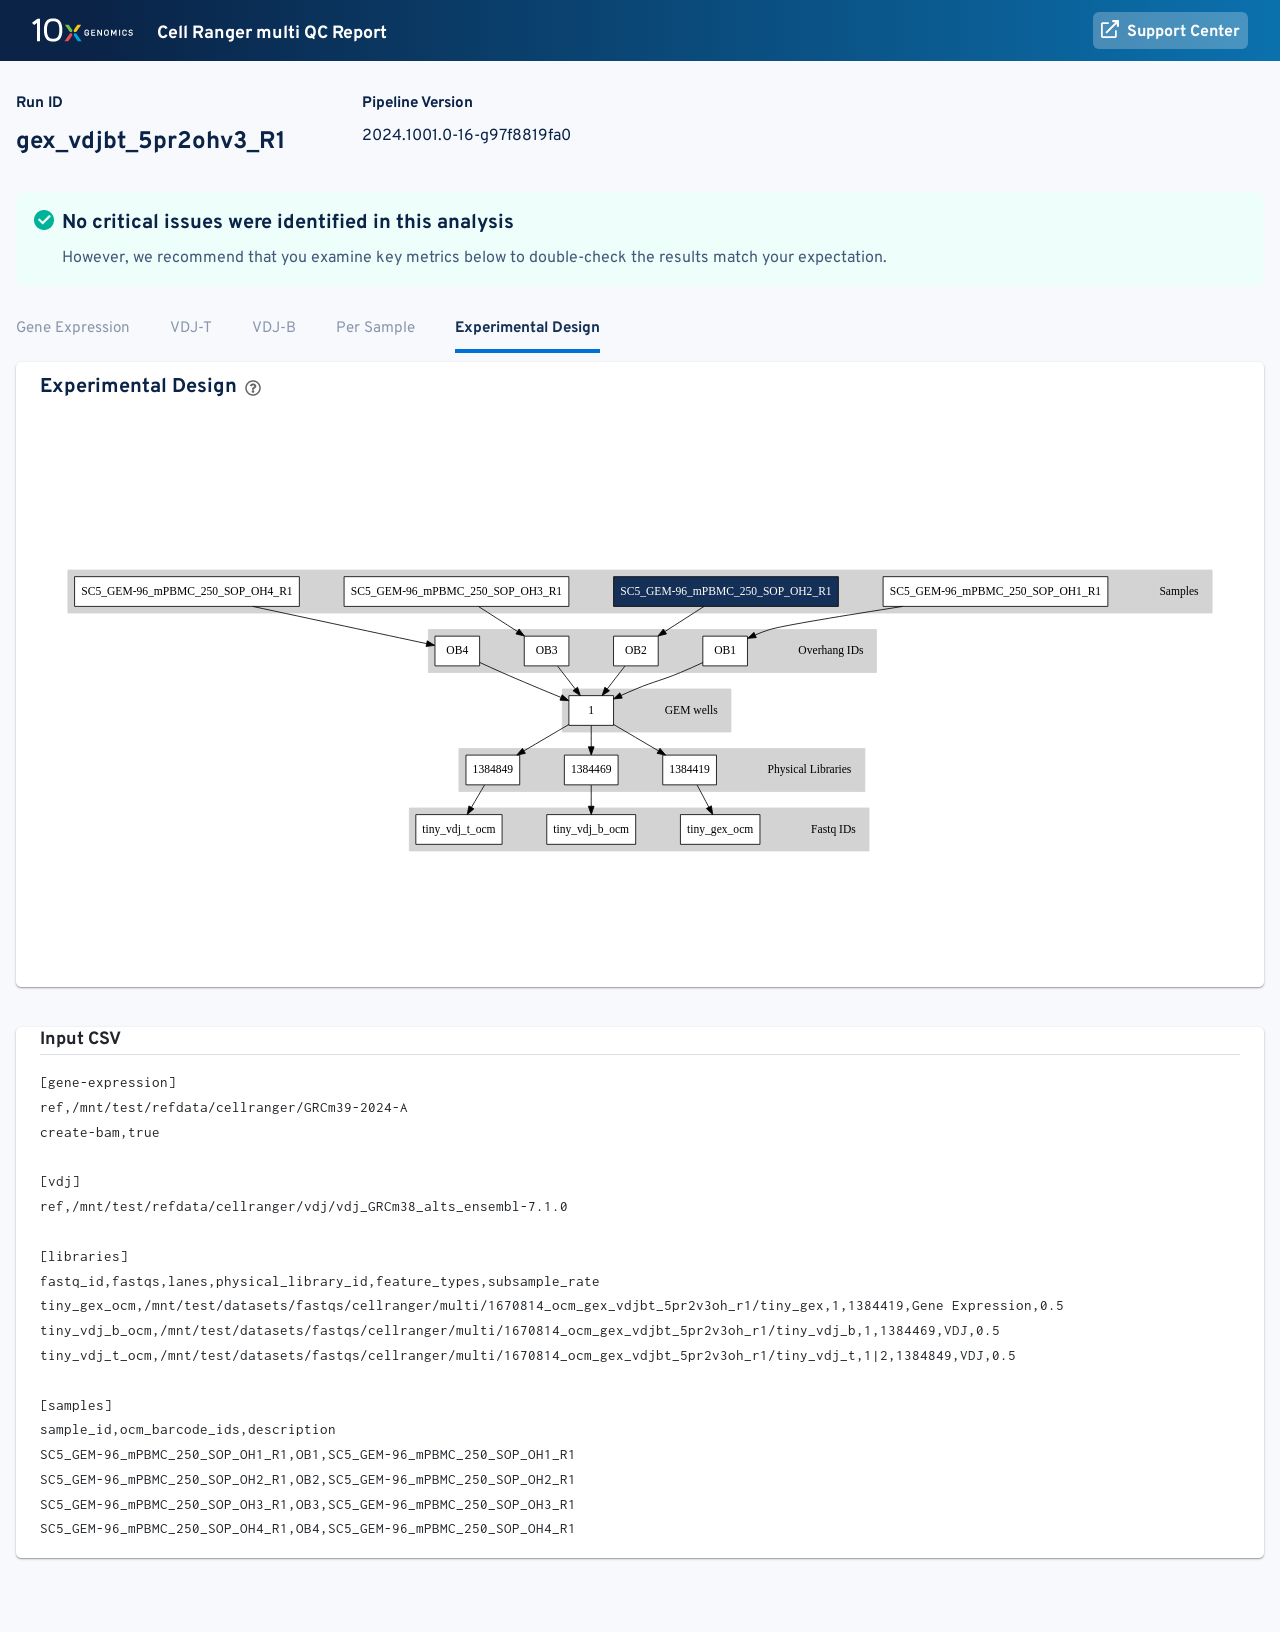 10x GENOMICS Cell Ranger multi QC Report Support Center
Run ID Pipeline Version
gex_vdjbt_5pr2ohv3_R1 2024.1001.0-16-g97f8819fa0
No critical issues were identified in this analysis
However, we recommend that you examine key metrics below to double-check the results match your expectation.
Gene Expression VDJ-T VDJ-B Per Sample Experimental Design
Experimental Design ?
SC5_GEM-96_mPBMC_250_SOP_OH4_R1 SC5_GEM-96_mPBMC_250_SOP_OH3_R1 SC5_GEM-96_mPBMC_250_SOP_OH2_R1 SC5_GEM-96_mPBMC_250_SOP_OH1_R1 Samples
OB4 OB3 OB2 OB1 Overhang IDs
1 GEM wells
1384849 1384469 1384419 Physical Libraries
tiny_vdj_t_ocm tiny_vdj_b_ocm tiny_gex_ocm Fastq IDs
Input CSV
[gene-expression]
ref,/mnt/test/refdata/cellranger/GRCm39-2024-A
create-bam,true
[vdj]
ref,/mnt/test/refdata/cellranger/vdj/vdj_GRCm38_alts_ensembl-7.1.0
[libraries]
fastq_id,fastqs,lanes,physical_library_id,feature_types,subsample_rate
tiny_gex_ocm,/mnt/test/datasets/fastqs/cellranger/multi/1670814_ocm_gex_vdjbt_5pr2v3oh_r1/tiny_gex,1,1384419,Gene Expression,0.5
tiny_vdj_b_ocm,/mnt/test/datasets/fastqs/cellranger/multi/1670814_ocm_gex_vdjbt_5pr2v3oh_r1/tiny_vdj_b,1,1384469,VDJ,0.5
tiny_vdj_t_ocm,/mnt/test/datasets/fastqs/cellranger/multi/1670814_ocm_gex_vdjbt_5pr2v3oh_r1/tiny_vdj_t,1|2,1384849,VDJ,0.5
[samples]
sample_id,ocm_barcode_ids,description
SC5_GEM-96_mPBMC_250_SOP_OH1_R1,OB1,SC5_GEM-96_mPBMC_250_SOP_OH1_R1
SC5_GEM-96_mPBMC_250_SOP_OH2_R1,OB2,SC5_GEM-96_mPBMC_250_SOP_OH2_R1
SC5_GEM-96_mPBMC_250_SOP_OH3_R1,OB3,SC5_GEM-96_mPBMC_250_SOP_OH3_R1
SC5_GEM-96_mPBMC_250_SOP_OH4_R1,OB4,SC5_GEM-96_mPBMC_250_SOP_OH4_R1